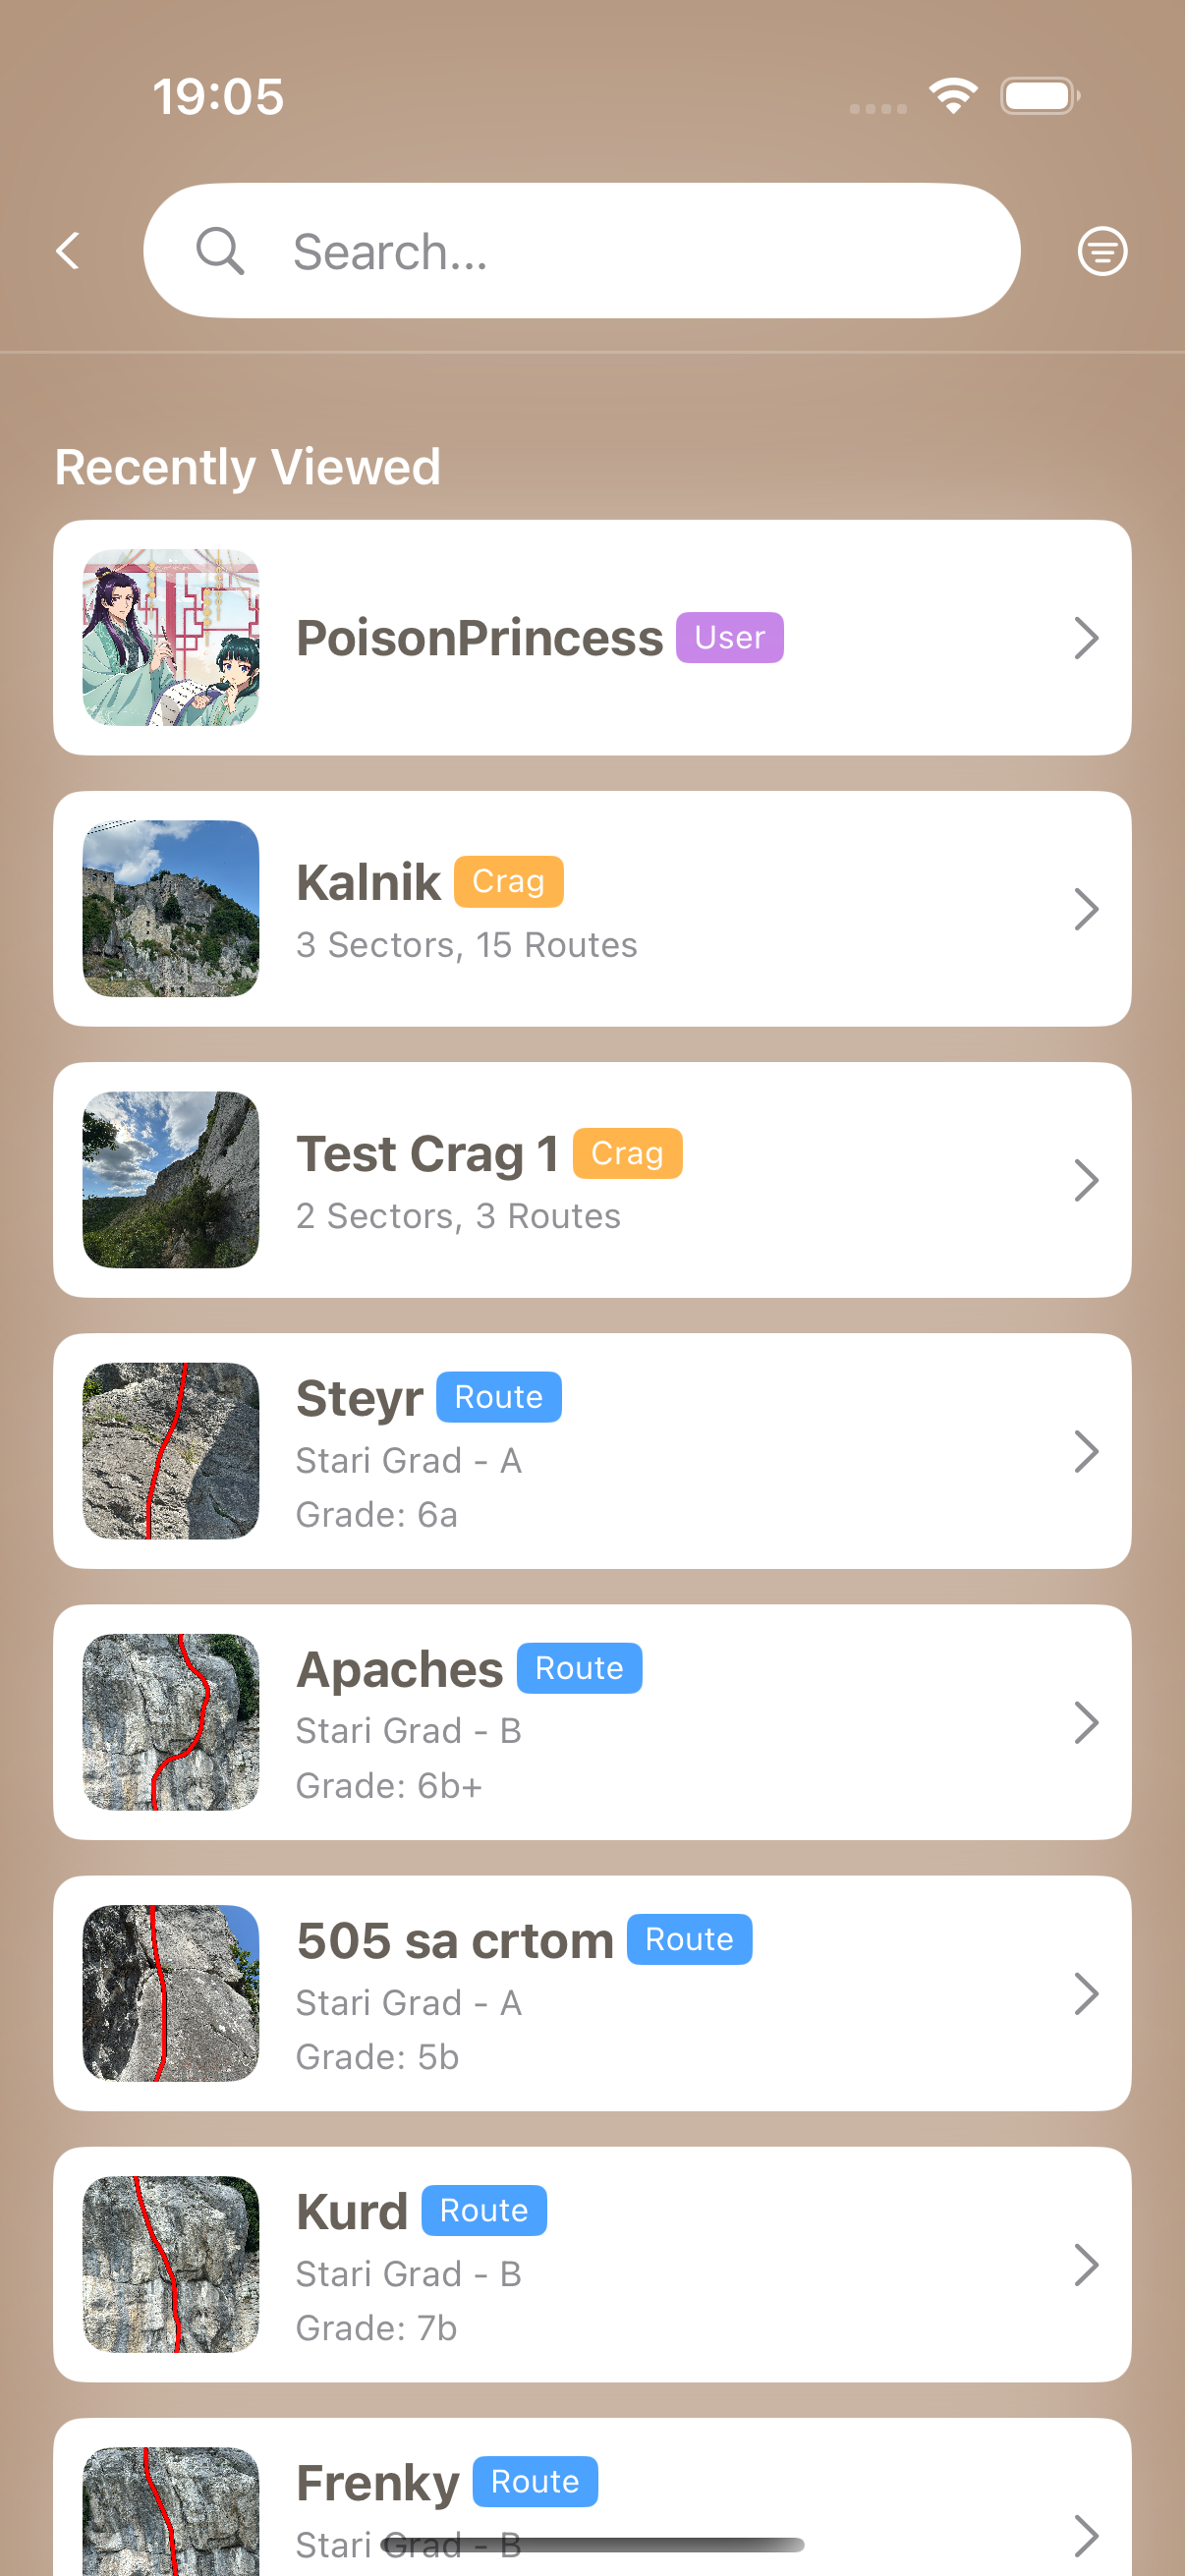 19:05
Search...
Recently Viewed
PoisonPrincess User
Kalnik Crag
3 Sectors, 15 Routes
Test Crag 1 Crag
2 Sectors, 3 Routes
Steyr Route
Stari Grad - A
Grade: 6a
Apaches Route
Stari Grad - B
Grade: 6b+
505 sa crtom Route
Stari Grad - A
Grade: 5b
Kurd Route
Stari Grad - B
Grade: 7b
Frenky Route
Stari Grad - B